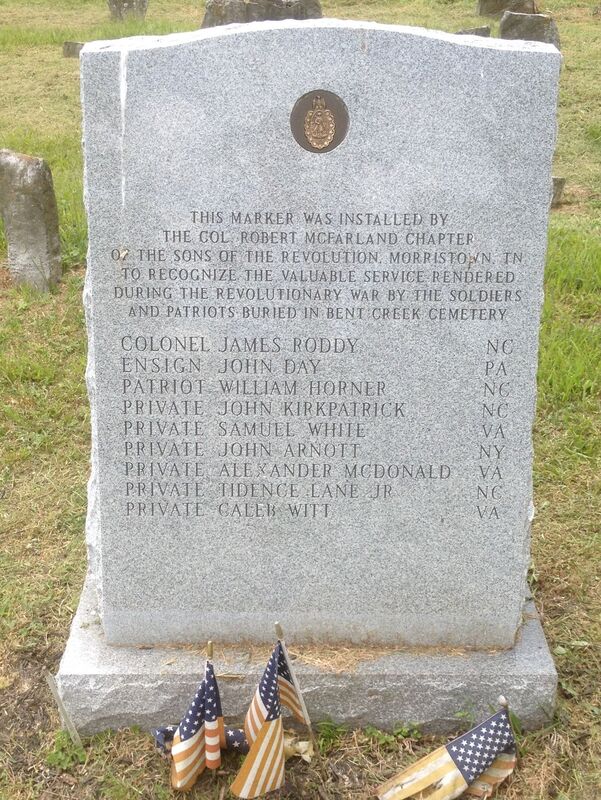 THIS MARKER WAS INSTALLED BY
THE COL. ROBERT MCFARLAND CHAPTER
OF THE SONS OF THE REVOLUTION, MORRISTOWN, TN
TO RECOGNIZE THE VALUABLE SERVICE RENDERED
DURING THE REVOLUTIONARY WAR BY THE SOLDIERS
AND PATRIOTS BURIED IN BENT CREEK CEMETERY
COLONEL JAMES RODDY NC
ENSIGN JOHN DAY PA
PATRIOT WILLIAM HORNER NC
PRIVATE JOHN KIRKPATRICK NC
PRIVATE SAMUEL WHITE VA
PRIVATE JOHN ARNOTT NY
PRIVATE ALEXANDER MCDONALD VA
PRIVATE TIDENCE LANE JR NC
PRIVATE CALEB WITT VA